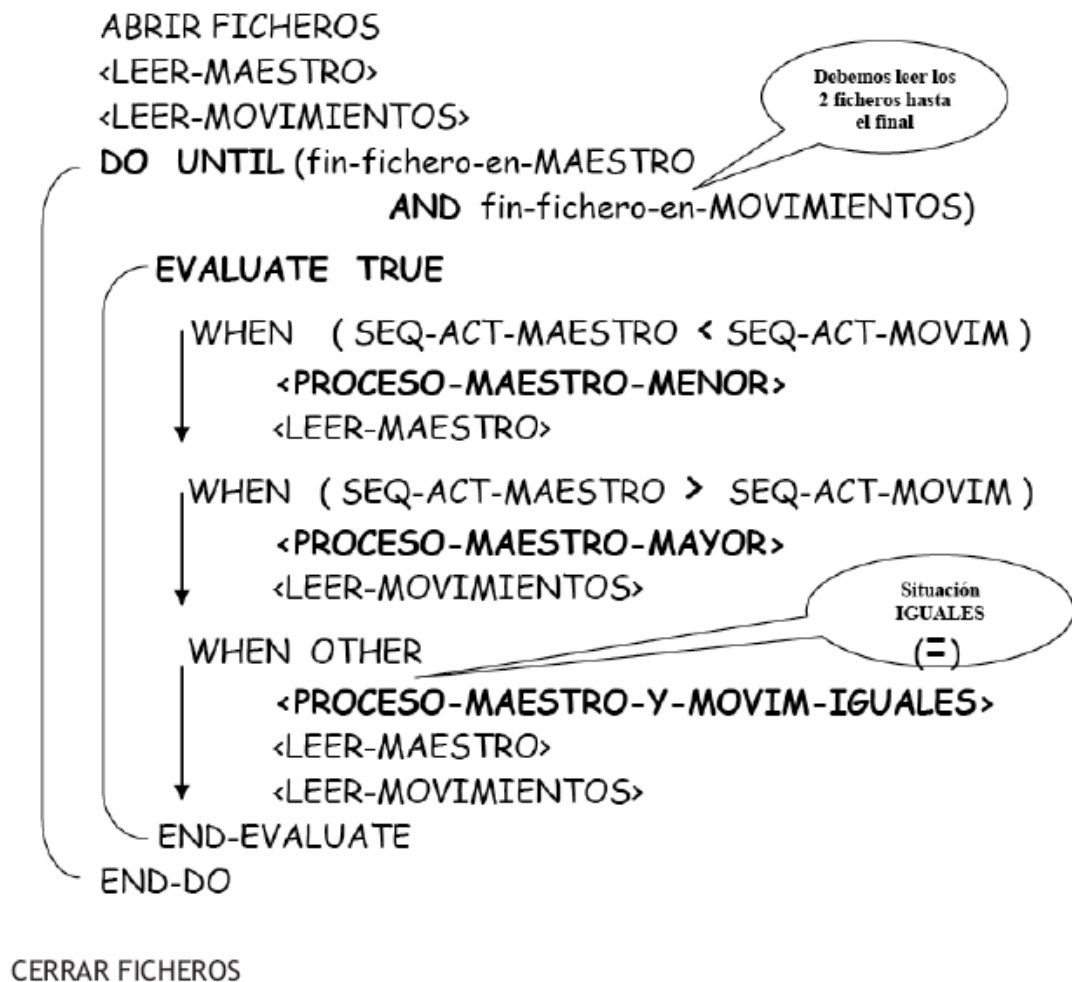 ABRIR FICHEROS
<LEER-MAESTRO>
<LEER-MOVIMIENTOS>
Debemos leer los
2 ficheros hasta
el final
DO UNTIL (fin-fichero-en-MAESTRO
AND fin-fichero-en-MOVIMIENTOS)
EVALUATE TRUE
WHEN ( SEQ-ACT-MAESTRO < SEQ-ACT-MOVIM )
<PROCESO-MAESTRO-MENOR>
<LEER-MAESTRO>
WHEN ( SEQ-ACT-MAESTRO > SEQ-ACT-MOVIM )
<PROCESO-MAESTRO-MAYOR>
<LEER-MOVIMIENTOS>
Situación
IGUALES
(=)
WHEN OTHER
<PROCESO-MAESTRO-Y-MOVIM-IGUALES>
<LEER-MAESTRO>
<LEER-MOVIMIENTOS>
END-EVALUATE
END-DO
CERRAR FICHEROS